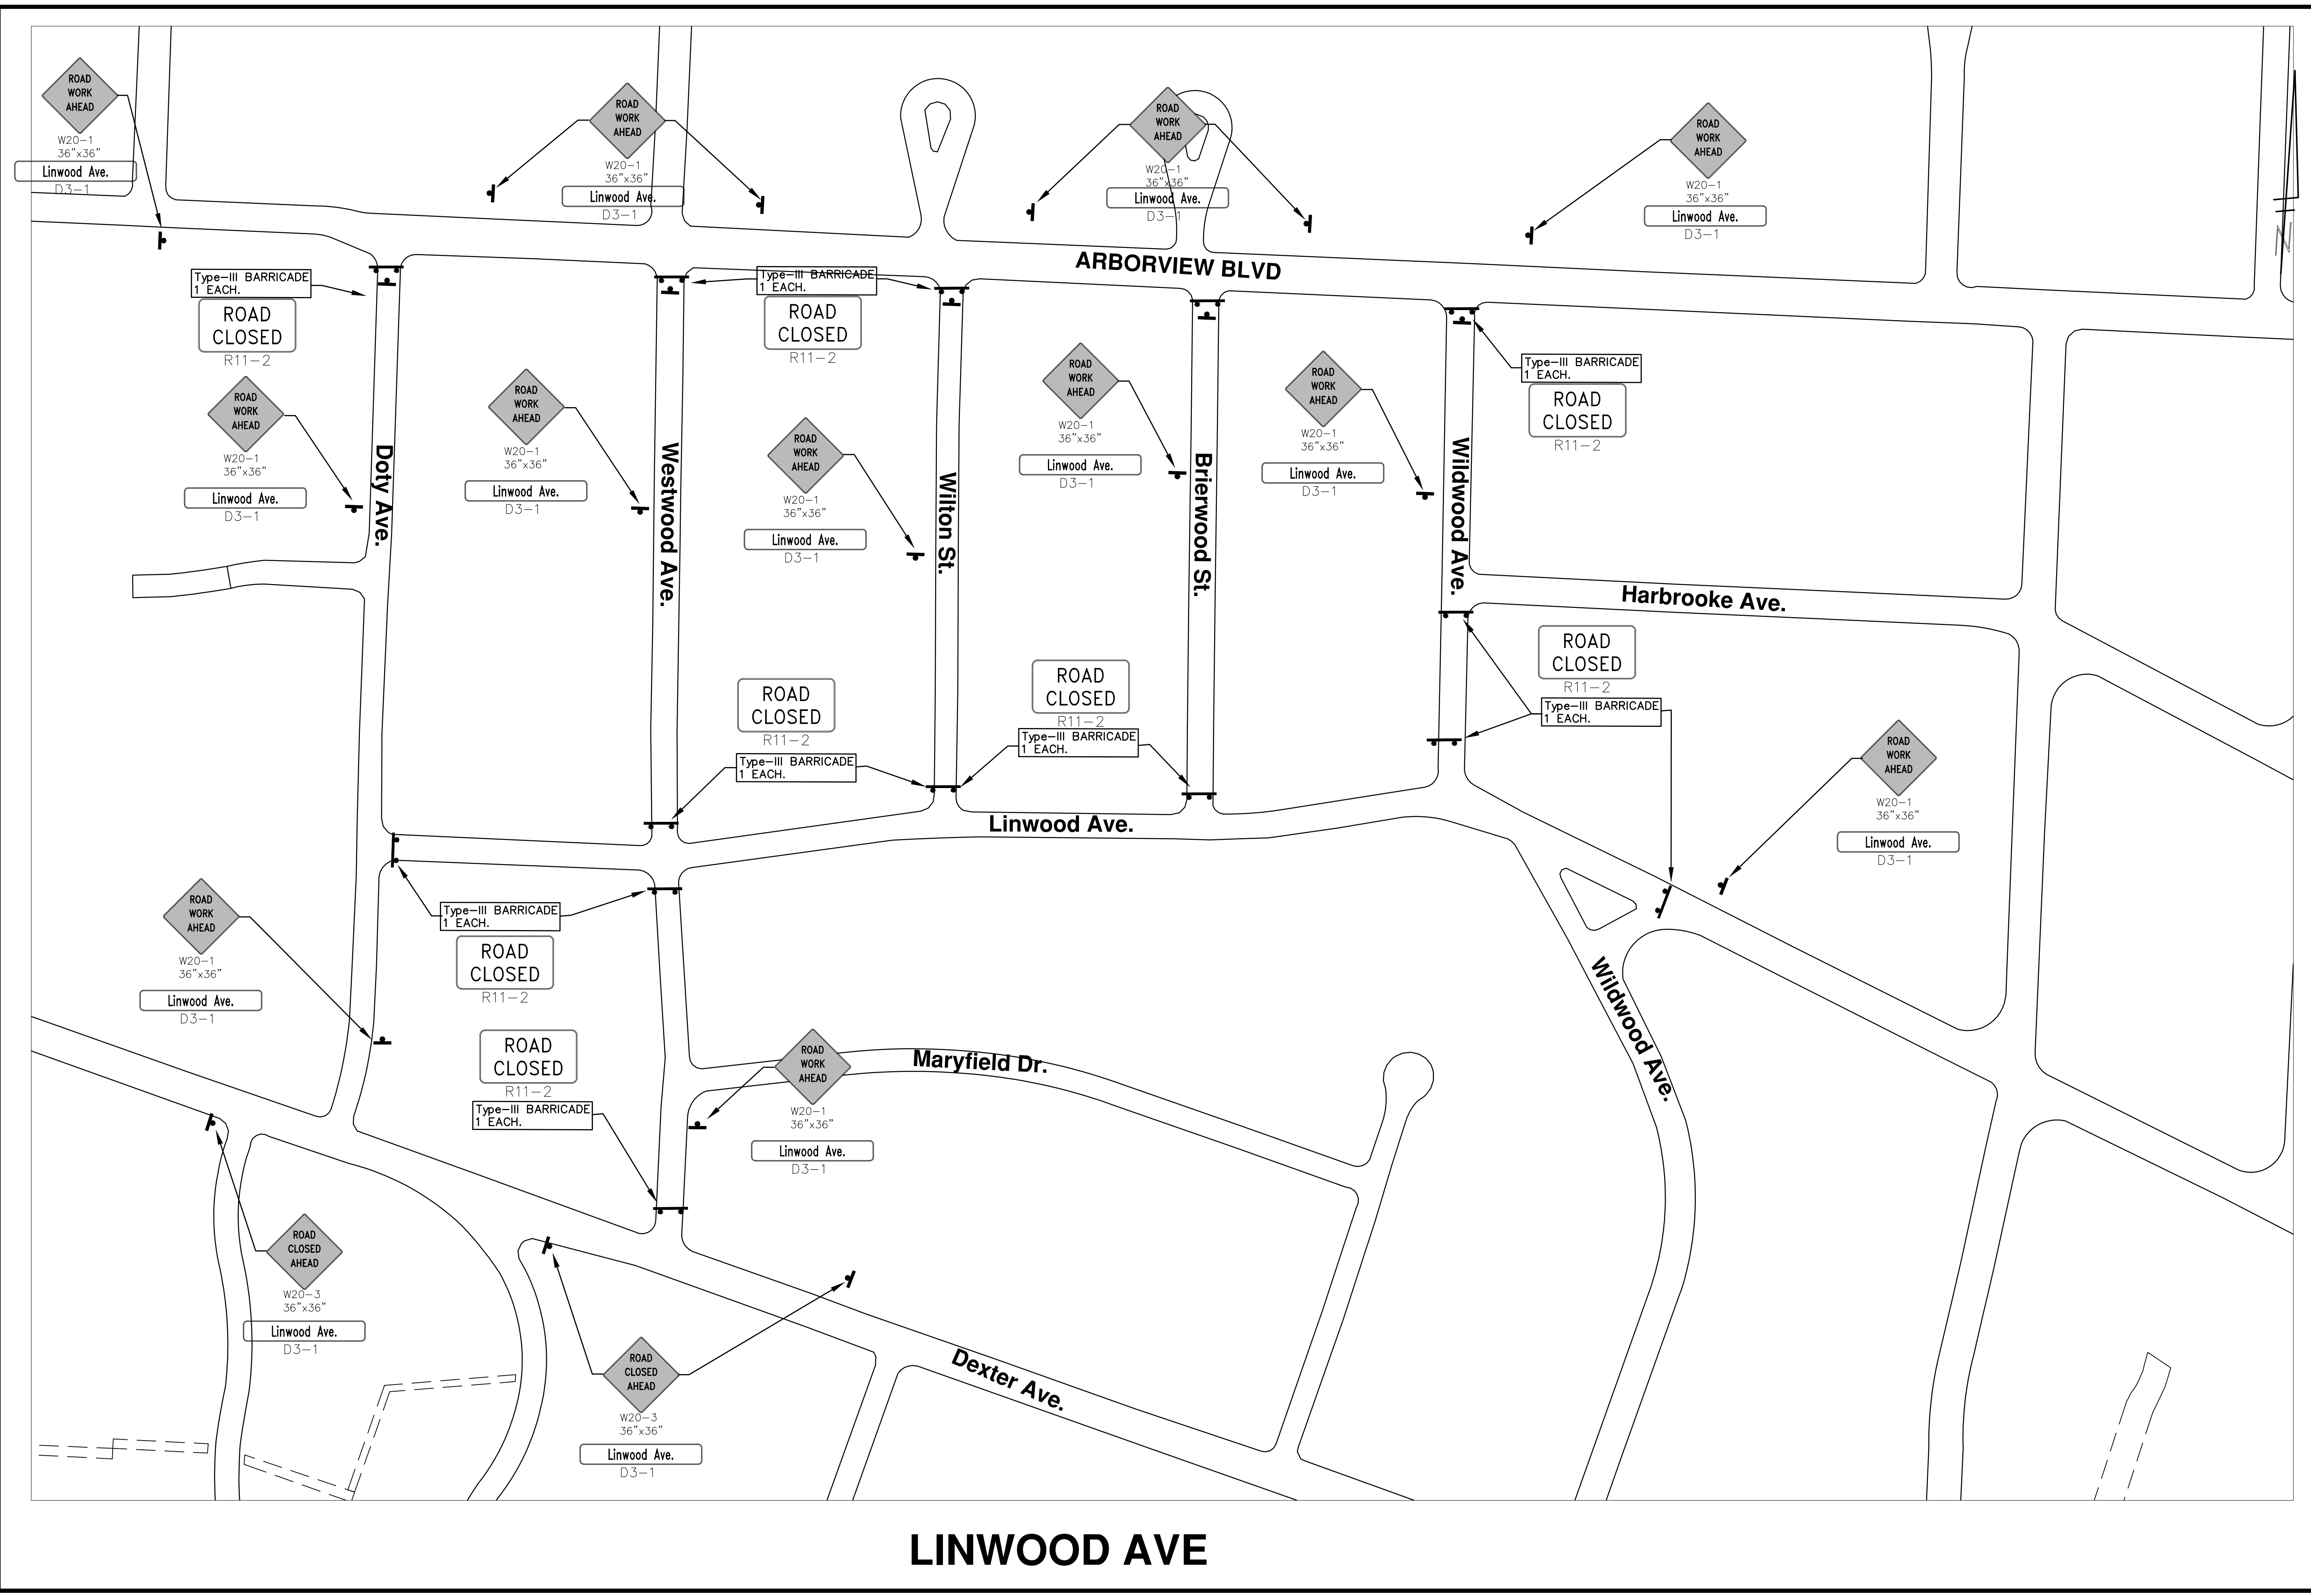 ROAD
WORK
AHEAD
W20-1
36"x36"
Linwood Ave.
D3-1
ROAD
WORK
AHEAD
W20-1
36"x36"
Linwood Ave.
D3-1
ROAD
WORK
AHEAD
W20-1
36"x36"
Linwood Ave.
D3-1
ROAD
WORK
AHEAD
W20-1
36"x36"
Linwood Ave.
D3-1
N
ARBORVIEW BLVD
Type-III BARRICADE
1 EACH.
ROAD
CLOSED
R11-2
Type-III BARRICADE
1 EACH.
ROAD
CLOSED
R11-2
Type-III BARRICADE
1 EACH.
ROAD
CLOSED
R11-2
ROAD
WORK
AHEAD
W20-1
36"x36"
Linwood Ave.
D3-1
ROAD
WORK
AHEAD
W20-1
36"x36"
Linwood Ave.
D3-1
ROAD
WORK
AHEAD
W20-1
36"x36"
Linwood Ave.
D3-1
ROAD
WORK
AHEAD
W20-1
36"x36"
Linwood Ave.
D3-1
ROAD
WORK
AHEAD
W20-1
36"x36"
Linwood Ave.
D3-1
Doty Ave.
Westwood Ave.
Wilton St.
Brierwood St.
Wildwood Ave.
Harbrooke Ave.
ROAD
CLOSED
R11-2
Type-III BARRICADE
1 EACH.
ROAD
CLOSED
R11-2
Type-III BARRICADE
1 EACH.
ROAD
CLOSED
R11-2
Type-III BARRICADE
1 EACH.
ROAD
WORK
AHEAD
W20-1
36"x36"
Linwood Ave.
D3-1
Linwood Ave.
Type-III BARRICADE
1 EACH.
ROAD
CLOSED
R11-2
ROAD
WORK
AHEAD
W20-1
36"x36"
Linwood Ave.
D3-1
ROAD
CLOSED
R11-2
Type-III BARRICADE
1 EACH.
ROAD
WORK
AHEAD
W20-1
36"x36"
Linwood Ave.
D3-1
Maryfield Dr.
Wildwood Ave.
ROAD
CLOSED
AHEAD
W20-3
36"x36"
Linwood Ave.
D3-1
ROAD
CLOSED
AHEAD
W20-3
36"x36"
Linwood Ave.
D3-1
Dexter Ave.
LINWOOD AVE